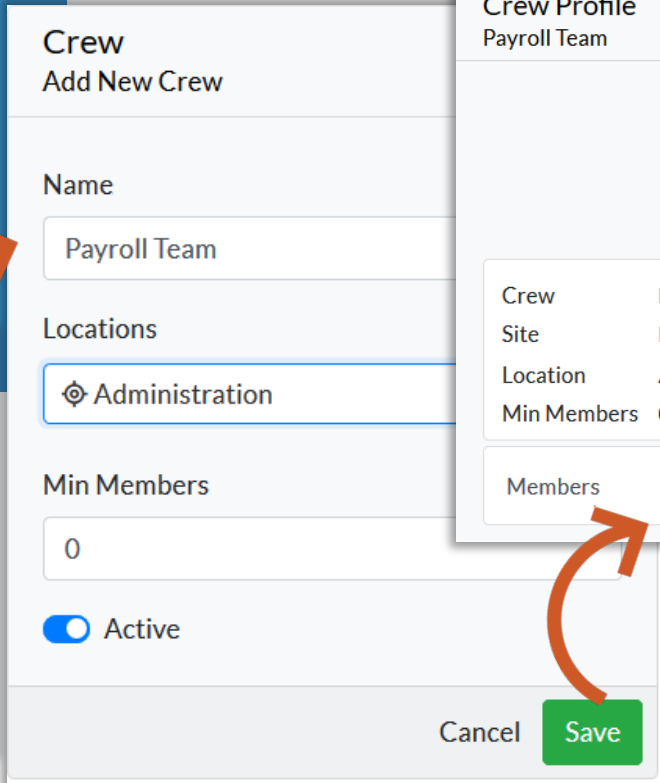 Crew
Add New Crew
Name
Payroll Team
Locations
Administration
Min Members
0
Active
Cancel
Save
Crew Profile
Payroll Team
Crew
Site
Location
Min Members
Members